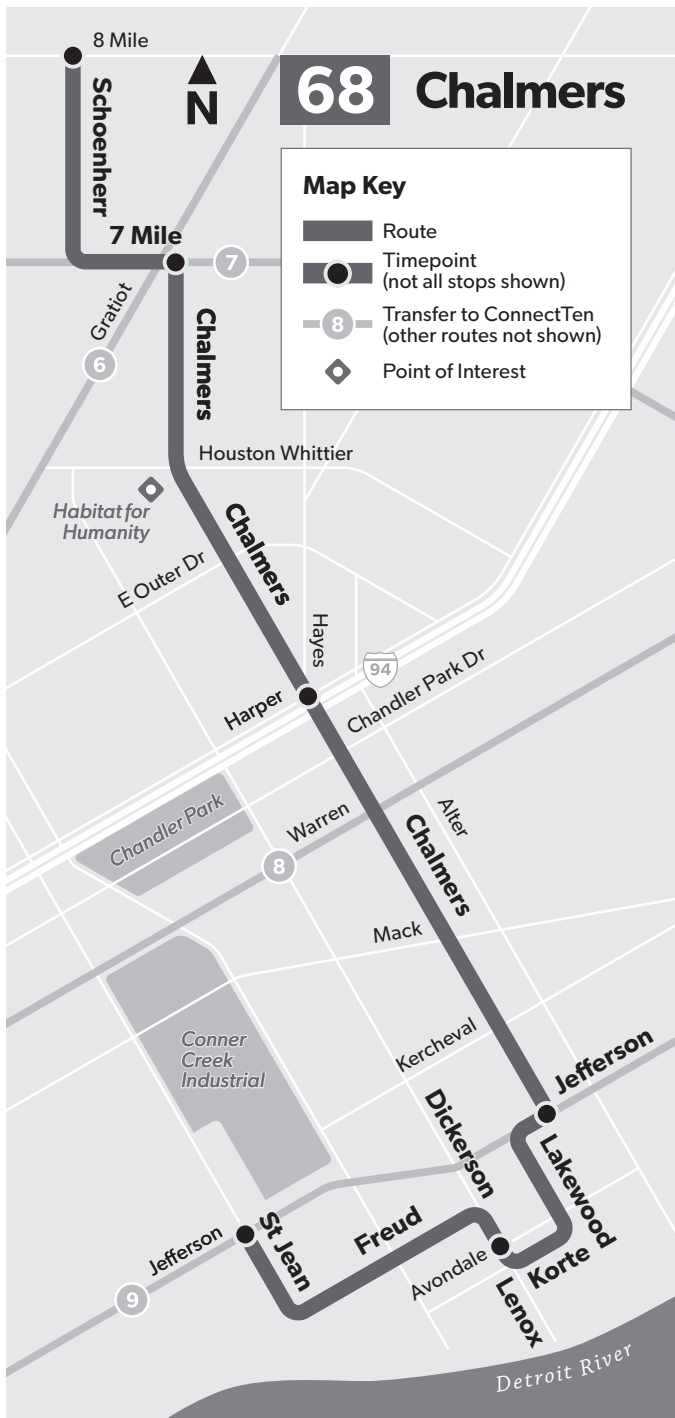 8 Mile
N
68 Chalmers
Schoenherr
Map Key
Route
Timepoint
(not all stops shown)
8
Transfer to ConnectTen
(other routes not shown)
Point of Interest
7 Mile
7
Gratiot
6
Chalmers
Houston Whittier
Habitat for
Humanity
Chalmers
E Outer Dr
Hayes
94
Harper
Chandler Park Dr
Chandler Park
Warren
Alter
8
Chalmers
Mack
Conner
Creek
Industrial
Kercheval
Jefferson
Dickerson
Lakewood
St Jean
Freud
Jefferson
Avondale
Korte
9
Lenox
Detroit River